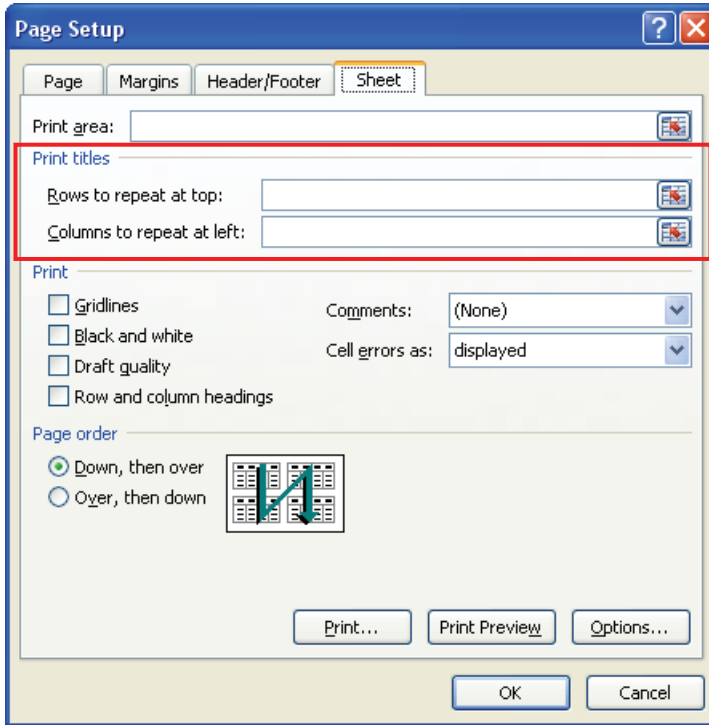 Page Setup
Page Margins Header/Footer Sheet
Print area:
Print titles
Rows to repeat at top:
Columns to repeat at left:
Print
Gridlines
Black and white
Draft quality
Row and column headings
Comments: (None)
Cell errors as: displayed
Page order
Down, then over
Over, then down
Print... Print Preview Options...
OK Cancel